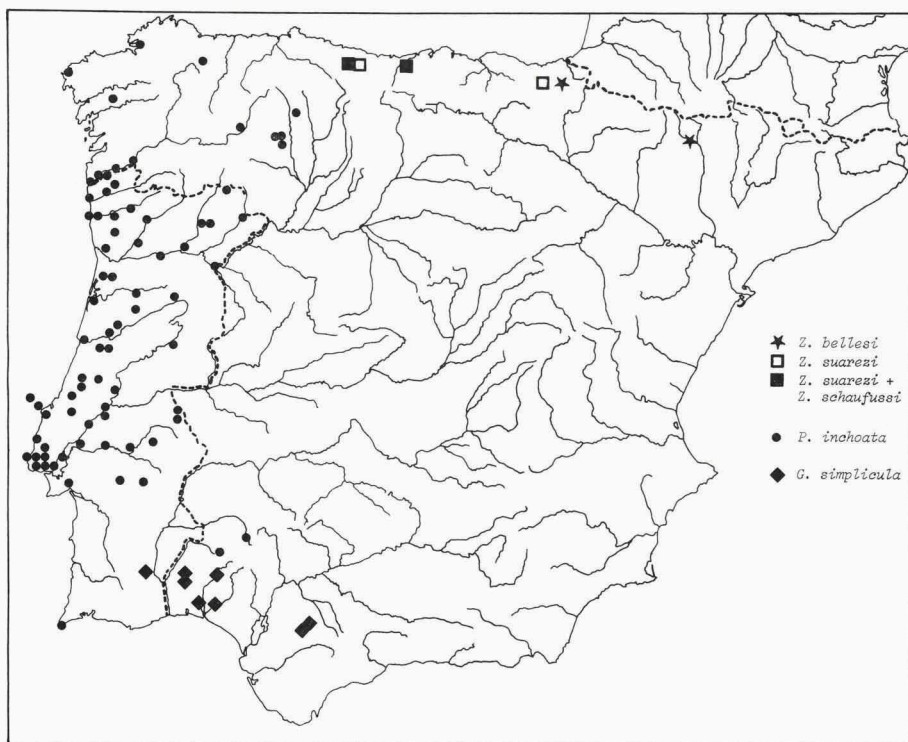 Z. bellesi
Z. suarezi
Z. suarezi +
Z. schaufussi
P. inchoata
G. simplicula